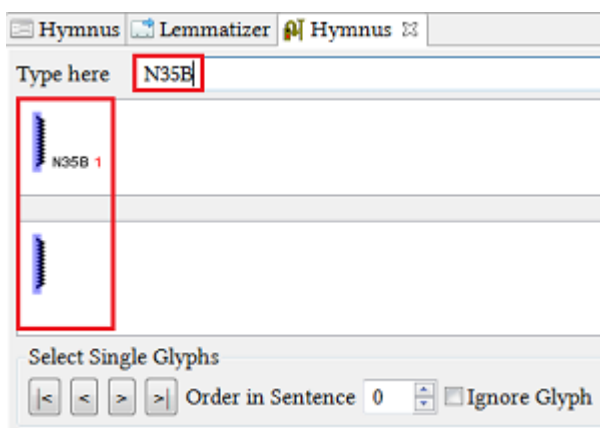 Hymnus Lemmatizer Hymnus
Type here N35B
N35B 1
Select Single Glyphs
|< < > >| Order in Sentence 0 Ignore Glyph